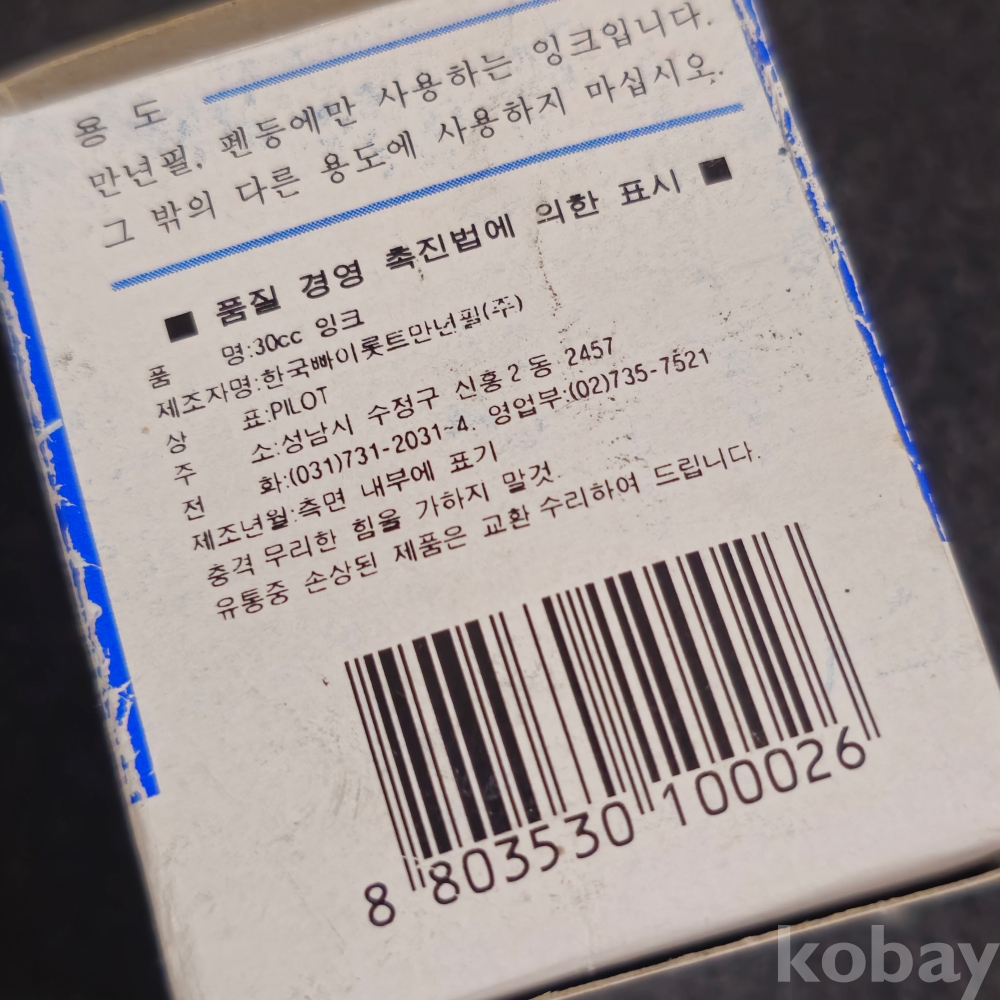 용 도
만년필, 펜등에만 사용하는 잉크입니다.
그 밖의 다른 용도에 사용하지 마십시오.
■ 품질 경영 촉진법에 의한 표시 ■
품 명:30cc 잉크
제조자명:한국빠이롯트만년필(주)
상 표:PILOT
주 소:성남시 수정구 신흥2동 2457
전 화:(031)731-2031~4. 영업부:(02)735-7521
제조년월:측면 내부에 표기
충격 무리한 힘을 가하지 말것.
유통중 손상된 제품은 교환 수리하여 드립니다.
8 803530 100026
kobay